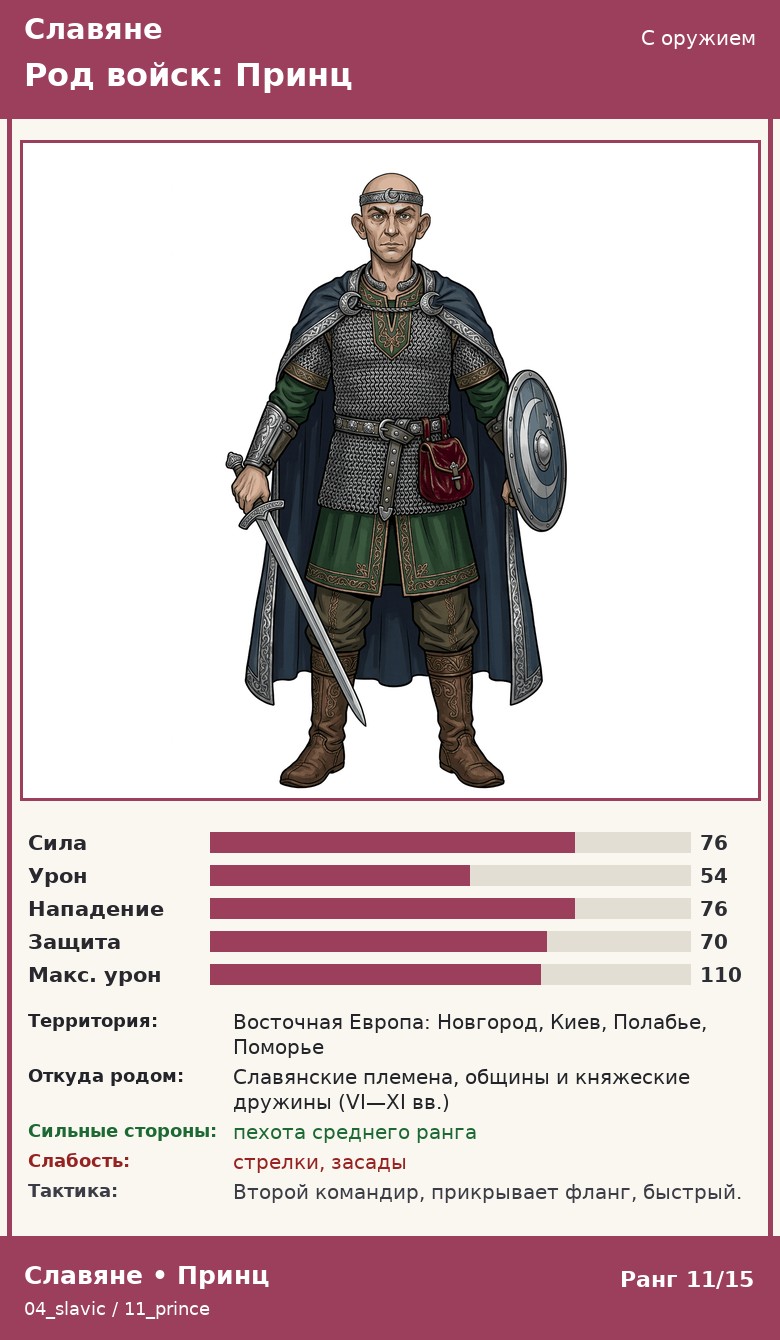 Славяне
С оружием
Род войск: Принц
Сила 76
Урон 54
Нападение 76
Защита 70
Макс. урон 110
Территория: Восточная Европа: Новгород, Киев, Полабье,
Поморье
Откуда родом: Славянские племена, общины и княжеские
дружины (VI—XI вв.)
Сильные стороны: пехота среднего ранга
Слабость: стрелки, засады
Тактика: Второй командир, прикрывает фланг, быстрый.
Славяне • Принц
Ранг 11/15
04_slavic / 11_prince